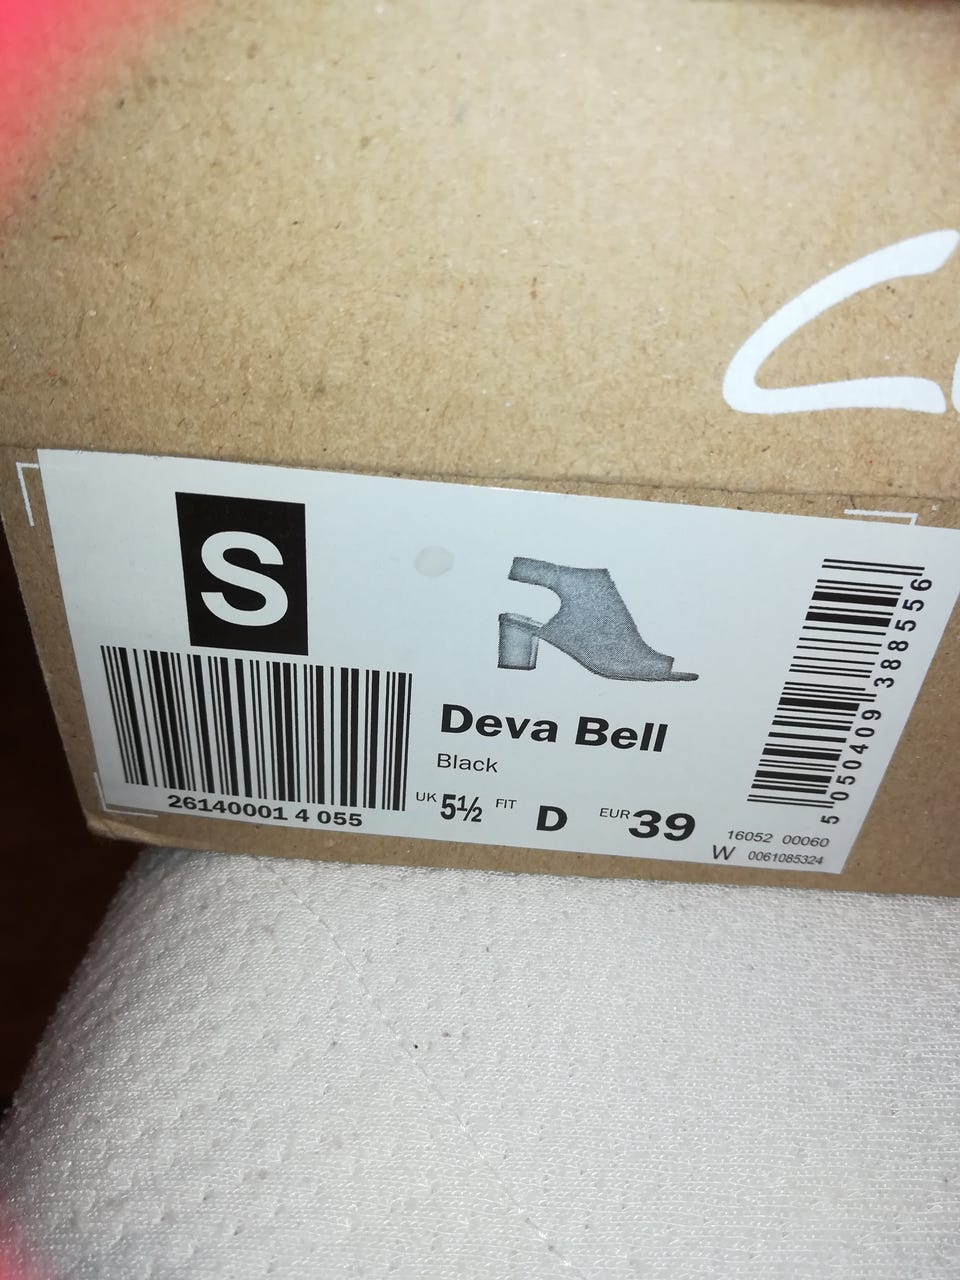 S
26140001 4 055
Deva Bell
Black
UK 5½ FIT D EUR 39
16052 00060
W 0061085324
5 050409 388556